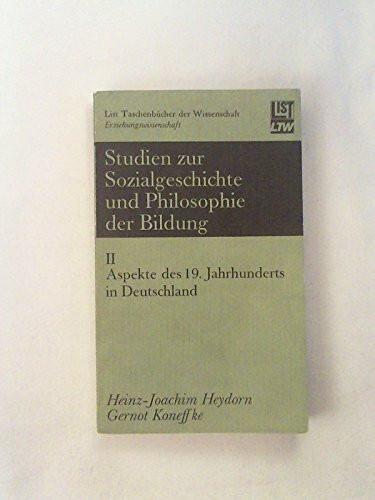 List Taschenbücher der Wissenschaft
Erziehungswissenschaft
LIST
LTW
Studien zur
Sozialgeschichte
und Philosophie
der Bildung
II
Aspekte des 19. Jahrhunderts
in Deutschland
Heinz-Joachim Heydorn
Gernot Koneffke